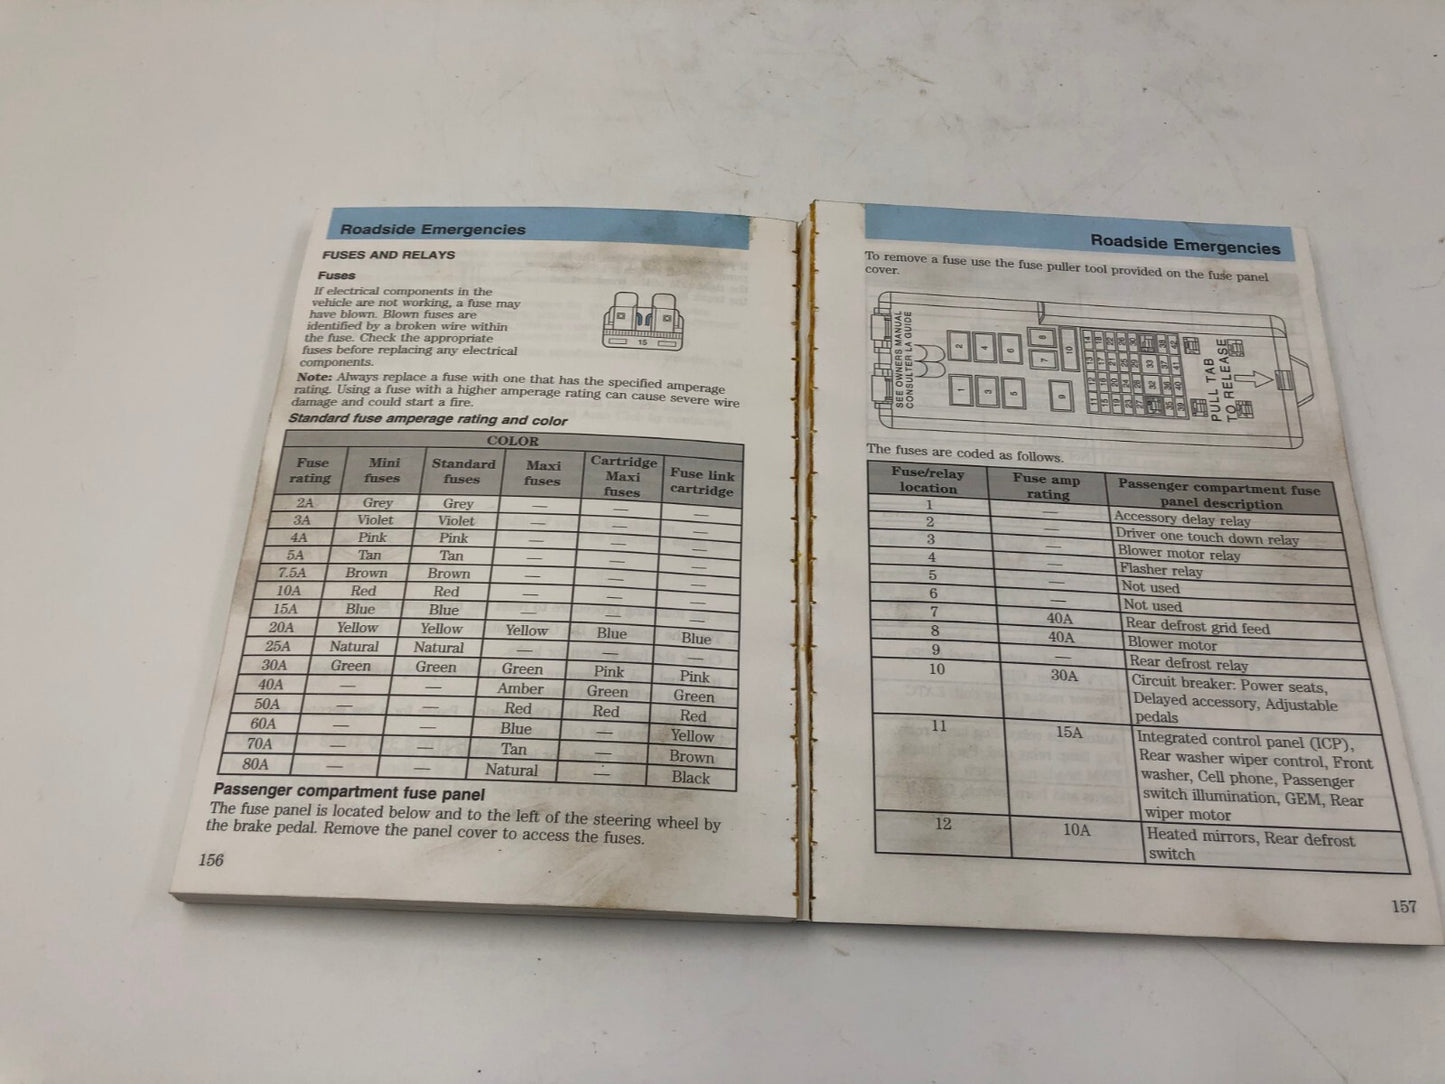 Roadside Emergencies
FUSES AND RELAYS
Fuses
If electrical components in the
vehicle are not working, a fuse may
have blown. Blown fuses are
identified by a broken wire within
the fuse. Check the appropriate
fuses before replacing any electrical
components.
15
Note: Always replace a fuse with one that has the specified amperage
rating. Using a fuse with a higher amperage rating can cause severe wire
damage and could start a fire.
Standard fuse amperage rating and color
COLOR
Fuse rating Mini fuses Standard fuses Maxi fuses Cartridge Maxi fuses Fuse link cartridge
2A Grey Grey — — —
3A Violet Violet — — —
4A Pink Pink — — —
5A Tan Tan — — —
7.5A Brown Brown — — —
10A Red Red — — —
15A Blue Blue — — —
20A Yellow Yellow Yellow Blue Blue
25A Natural Natural — — —
30A Green Green Green Pink Pink
40A — — Amber Green Green
50A — — Red Red Red
60A — — Blue — Yellow
70A — — Tan — Brown
80A — — Natural — Black
Passenger compartment fuse panel
The fuse panel is located below and to the left of the steering wheel by
the brake pedal. Remove the panel cover to access the fuses.
156
Roadside Emergencies
To remove a fuse use the fuse puller tool provided on the fuse panel
cover.
SEE OWNERS MANUAL
CONSULTER LA GUIDE
2 4 6 8 10
7
1 3 5 9
PULL TAB
TO RELEASE
The fuses are coded as follows.
Fuse/relay location Fuse amp rating Passenger compartment fuse panel description
1 — Accessory delay relay
2 — Driver one touch down relay
3 — Blower motor relay
4 — Flasher relay
5 — Not used
6 — Not used
7 40A Rear defrost grid feed
8 40A Blower motor
9 — Rear defrost relay
10 30A Circuit breaker: Power seats,
Delayed accessory, Adjustable
pedals
11 15A Integrated control panel (ICP),
Rear washer wiper control, Front
washer, Cell phone, Passenger
switch illumination, GEM, Rear
wiper motor
12 10A Heated mirrors, Rear defrost
switch
157